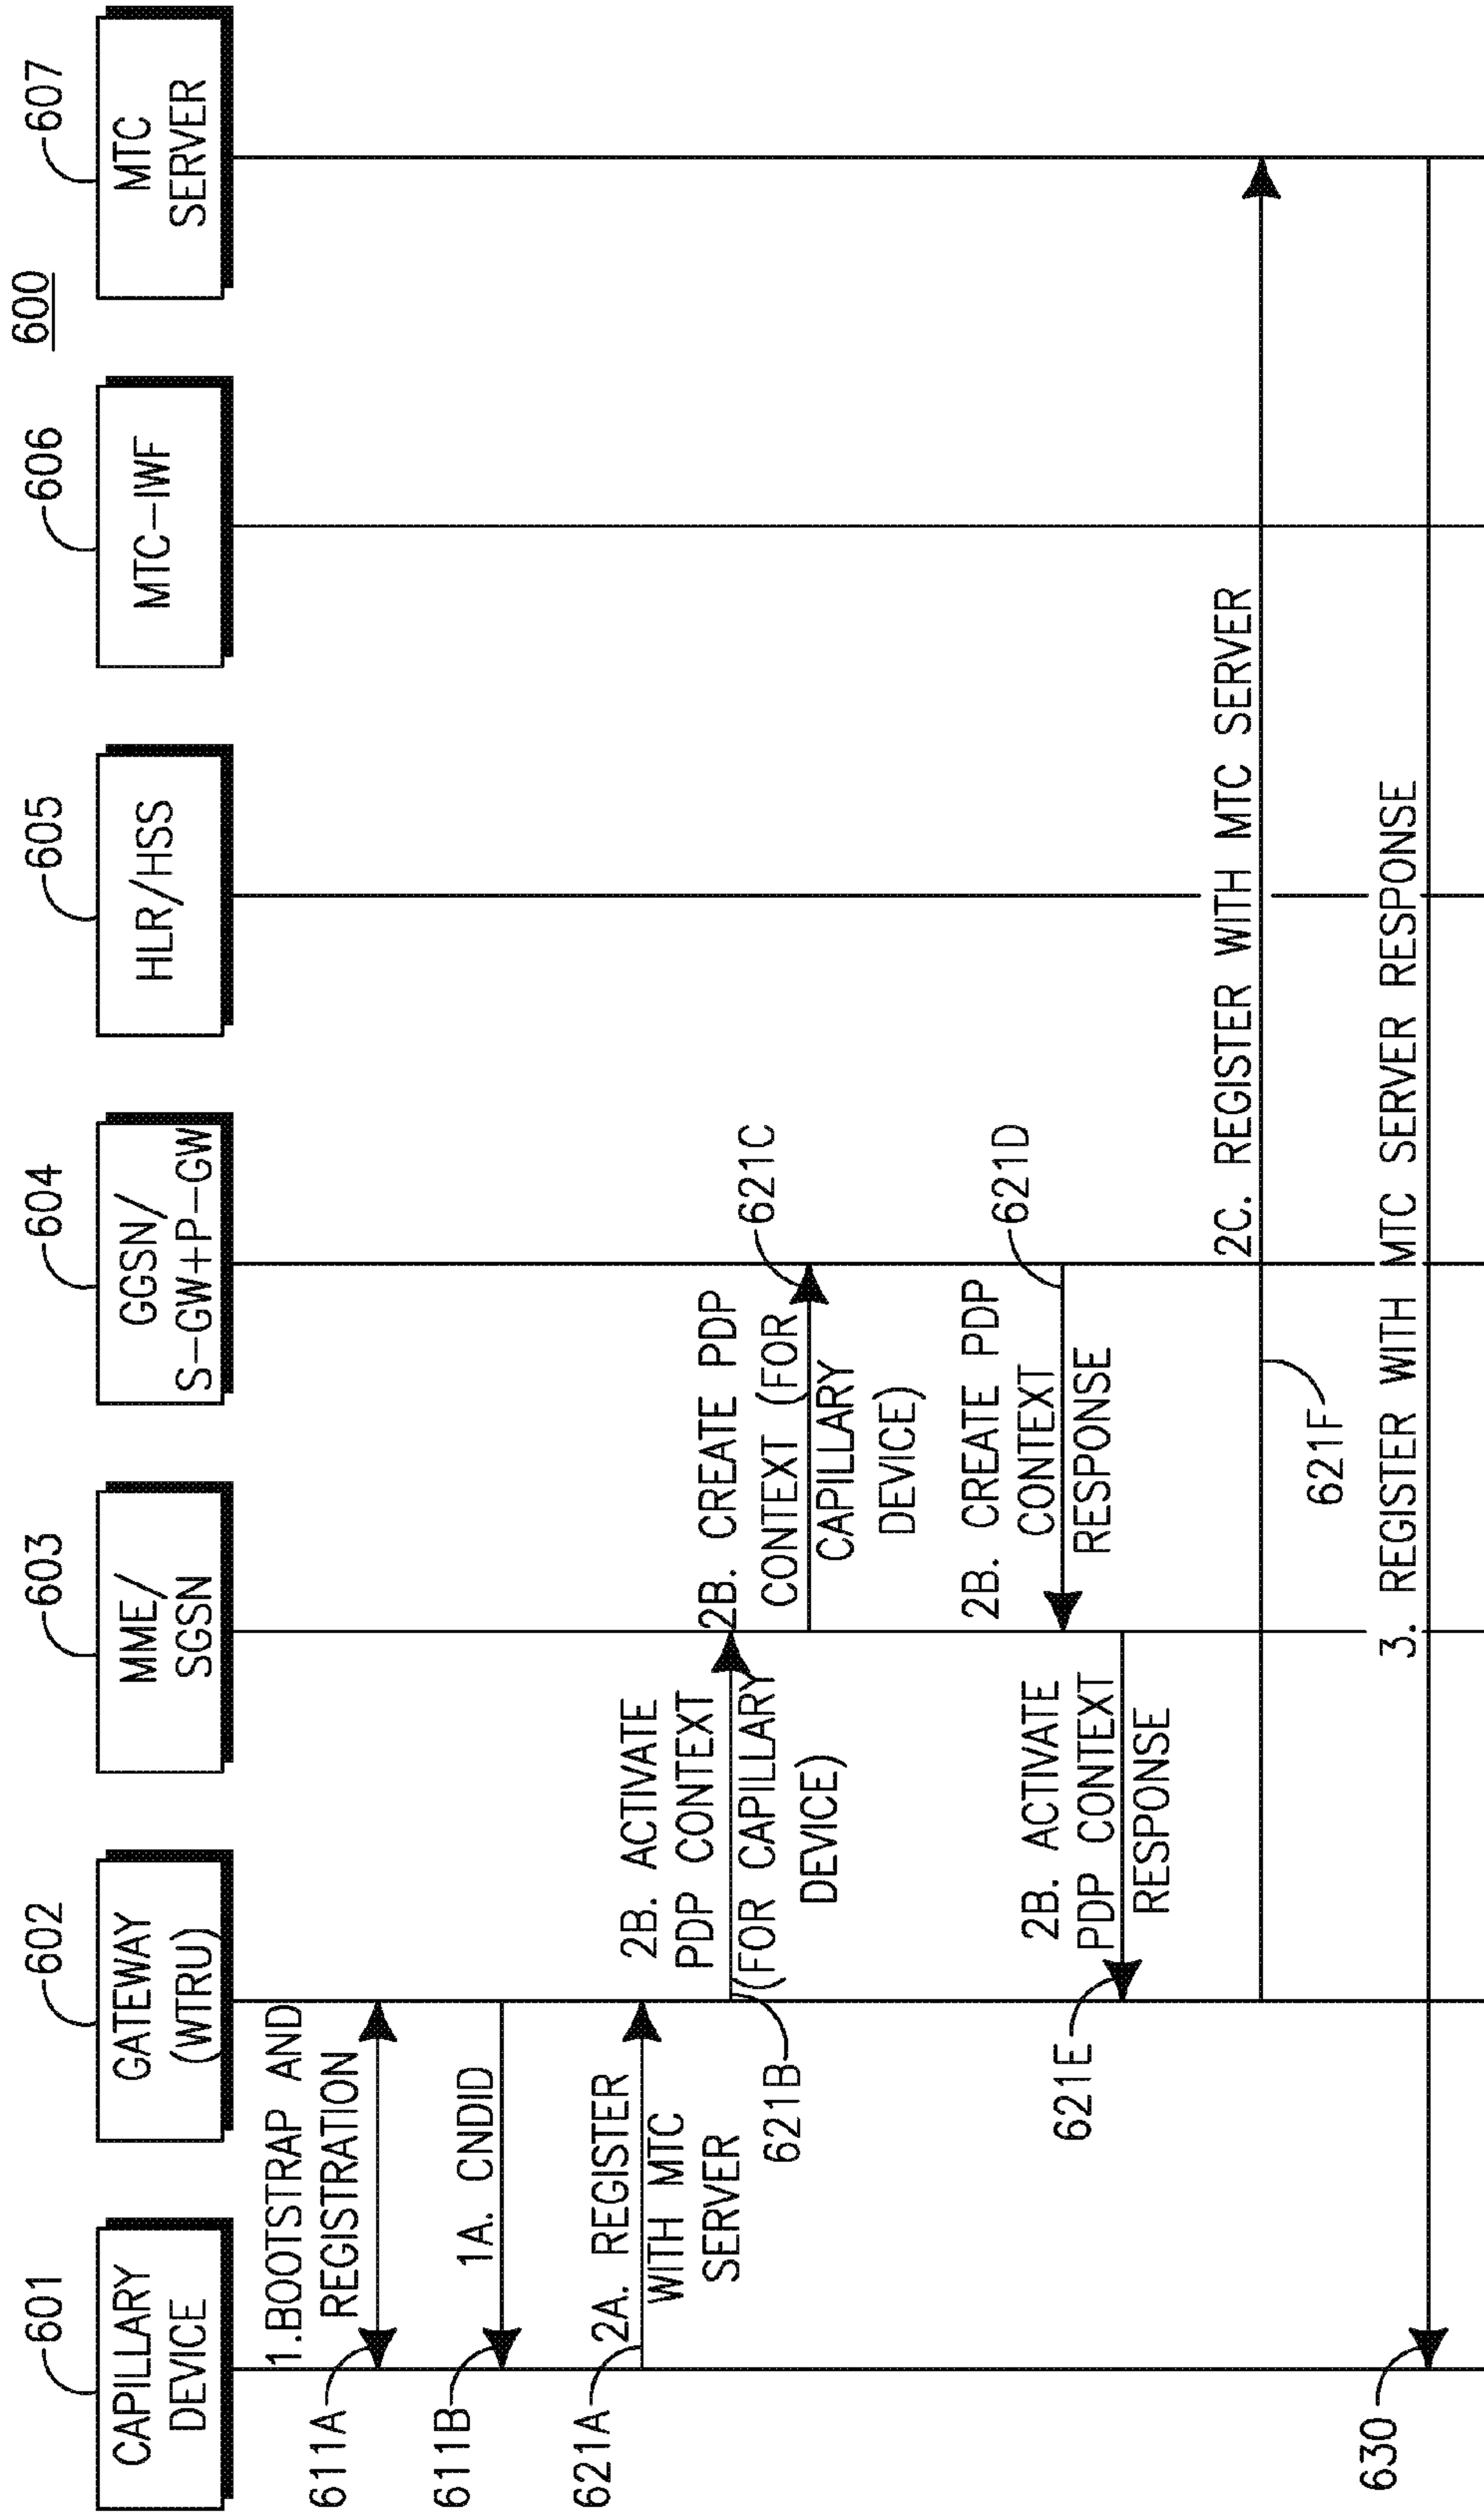 600
601
602
603
604
605
606
607
CAPILLARY
DEVICE
GATEWAY
(WTRU)
MME/
SGSN
GGSN/
S-GW+P-GW
HLR/HSS
MTC-IWF
MTC
SERVER
1.BOOTSTRAP AND
REGISTRATION
611A
1A. CNDID
611B
2A. REGISTER
WITH MTC
SERVER
621A
2B. ACTIVATE
PDP CONTEXT
(FOR CAPILLARY
DEVICE)
621B
2B. CREATE PDP
CONTEXT (FOR
CAPILLARY
DEVICE)
621C
2B. CREATE PDP
CONTEXT
RESPONSE
621D
2B. ACTIVATE
PDP CONTEXT
RESPONSE
621E
2C. REGISTER WITH MTC SERVER
621F
3. REGISTER WITH MTC SERVER RESPONSE
630